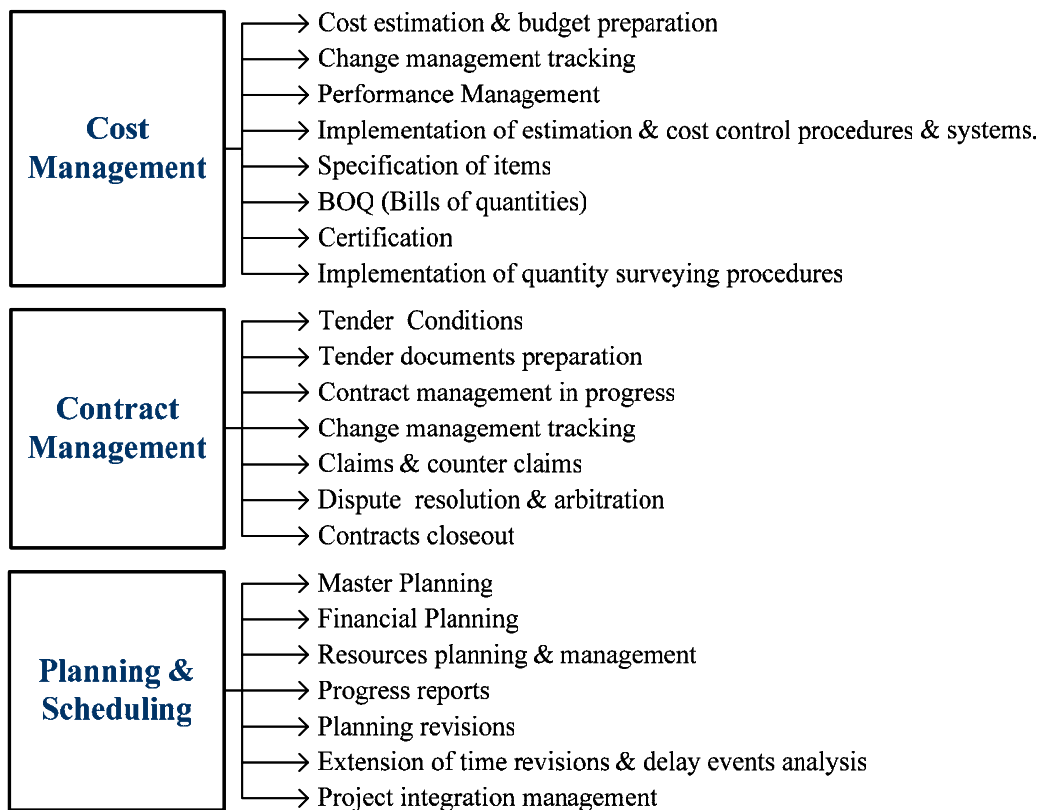 Cost
Management
Cost estimation & budget preparation
Change management tracking
Performance Management
Implementation of estimation & cost control procedures & systems.
Specification of items
BOQ (Bills of quantities)
Certification
Implementation of quantity surveying procedures
Contract
Management
Tender Conditions
Tender documents preparation
Contract management in progress
Change management tracking
Claims & counter claims
Dispute resolution & arbitration
Contracts closeout
Planning &
Scheduling
Master Planning
Financial Planning
Resources planning & management
Progress reports
Planning revisions
Extension of time revisions & delay events analysis
Project integration management